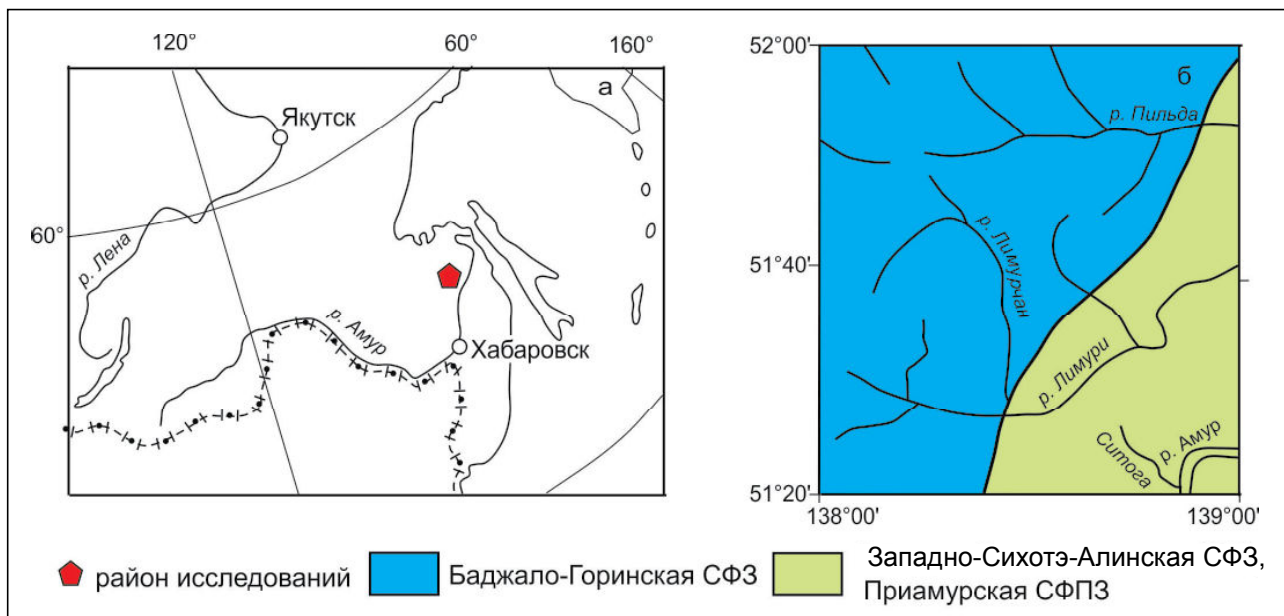 120°
60°
160°
а
Якутск
60°
р. Лена
р. Амур
Хабаровск
52°00'
б
р. Пильда
51°40'
р. Лимурчан
р. Лимури
р. Амур
Ситога
51°20'
138°00'
139°00'
район исследований
Баджало-Горинская СФЗ
Западно-Сихотэ-Алинская СФЗ,
Приамурская СФПЗ